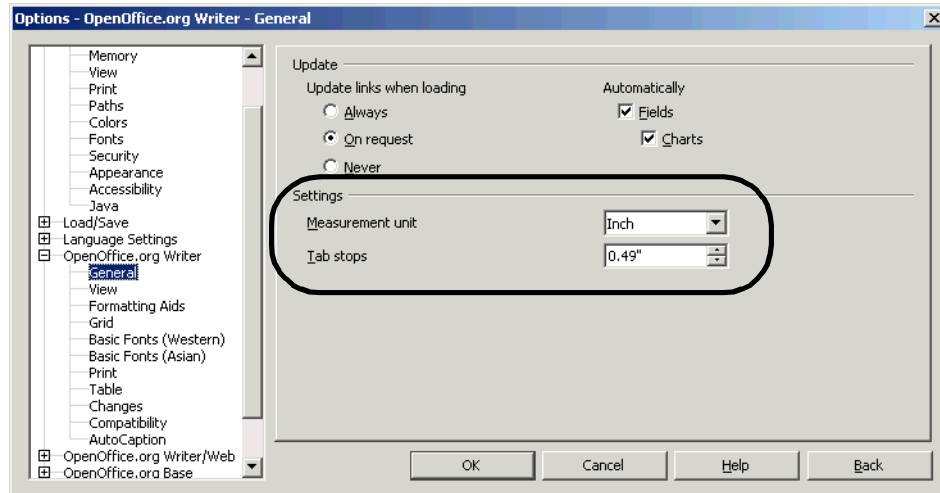 Options - OpenOffice.org Writer - General
Memory
View
Print
Paths
Colors
Fonts
Security
Appearance
Accessibility
Java
Load/Save
Language Settings
OpenOffice.org Writer
General
View
Formatting Aids
Grid
Basic Fonts (Western)
Basic Fonts (Asian)
Print
Table
Changes
Compatibility
AutoCaption
OpenOffice.org Writer/Web
OpenOffice.org Base
Update
Update links when loading
Always
On request
Never
Automatically
Fields
Charts
Settings
Measurement unit
Inch
Tab stops
0.49"
OK
Cancel
Help
Back